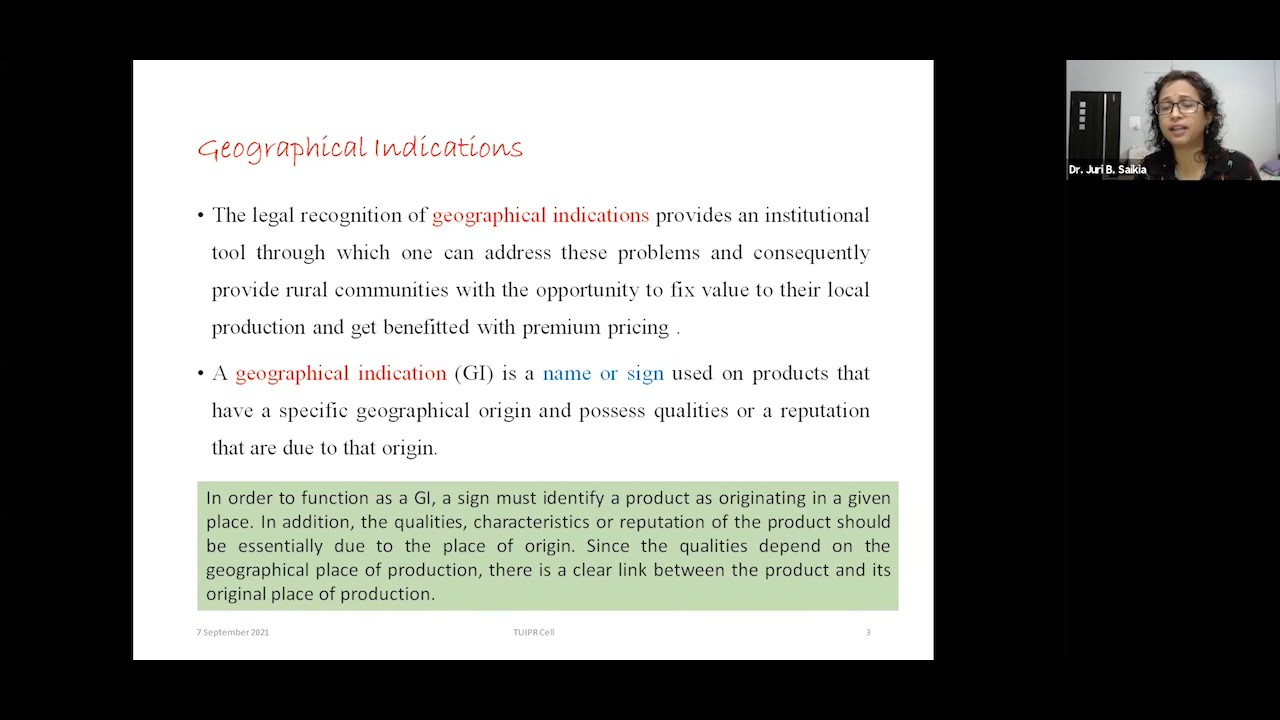 Geographical Indications
• The legal recognition of geographical indications provides an institutional
tool through which one can address these problems and consequently
provide rural communities with the opportunity to fix value to their local
production and get benefitted with premium pricing .
• A geographical indication (GI) is a name or sign used on products that
have a specific geographical origin and possess qualities or a reputation
that are due to that origin.
In order to function as a GI, a sign must identify a product as originating in a given
place. In addition, the qualities, characteristics or reputation of the product should
be essentially due to the place of origin. Since the qualities depend on the
geographical place of production, there is a clear link between the product and its
original place of production.
7 September 2021
TUIPR Cell
3
Dr. Juri B. Saikia